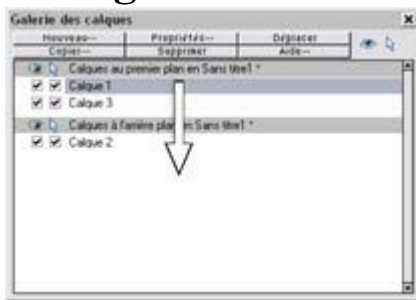 Galerie des calques
Nouveau... Propriétés... Déplacer
Copier... Supprimer Aide...
Calques au premier plan en Sans titre1 *
Calque 1
Calque 3
Calques à l'arrière plan en Sans titre1 *
Calque 2